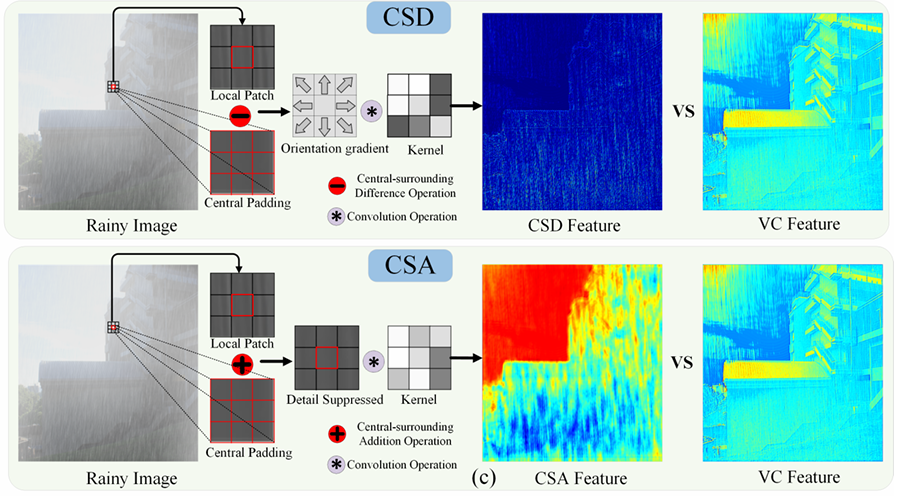 CSD
Local Patch
Orientation gradient
Kernel
VS
Central Padding
Central-surrounding
Difference Operation
Convolution Operation
Rainy Image
CSD Feature
VC Feature
CSA
Local Patch
Detail Suppressed
Kernel
VS
Central Padding
Central-surrounding
Addition Operation
Convolution Operation
Rainy Image
(c)
CSA Feature
VC Feature